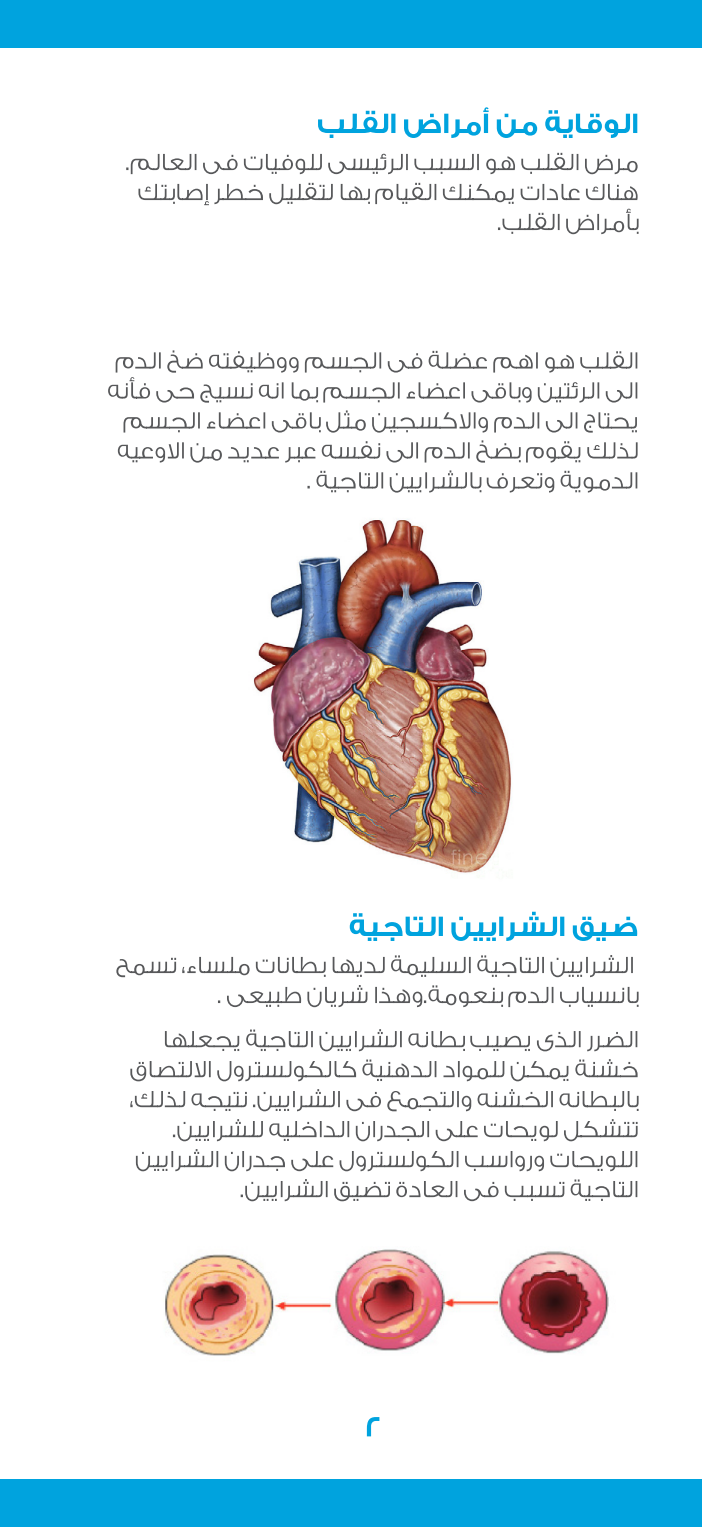 الوقاية من أمراض القلب
مرض القلب هو السبب الرئيسى للوفيات فى العالم.
هناك عادات يمكنك القيام بها لتقليل خطر إصابتك
بأمراض القلب.
القلب هو اهم عضلة فى الجسم ووظيفته ضخ الدم
الى الرئتين وباقى اعضاء الجسم بما انه نسيج حى فأنه
يحتاج الى الدم والاكسجين مثل باقى اعضاء الجسم
لذلك يقوم بضخ الدم الى نفسه عبر عديد من الاوعيه
الدموية وتعرف بالشرايين التاجية .
fine
ضيق الشرايين التاجية
الشرايين التاجية السليمة لديها بطانات ملساء، تسمح
بانسياب الدم بنعومة.وهذا شريان طبيعى .
الضرر الذى يصيب بطانه الشرايين التاجية يجعلها
خشنة يمكن للمواد الدهنية كالكولسترول الالتصاق
بالبطانه الخشنه والتجمع فى الشرايين. نتيجه لذلك،
تتشكل لويحات على الجدران الداخليه للشرايين.
اللويحات ورواسب الكولسترول على جدران الشرايين
التاجية تسبب فى العادة تضيق الشرايين.
٢